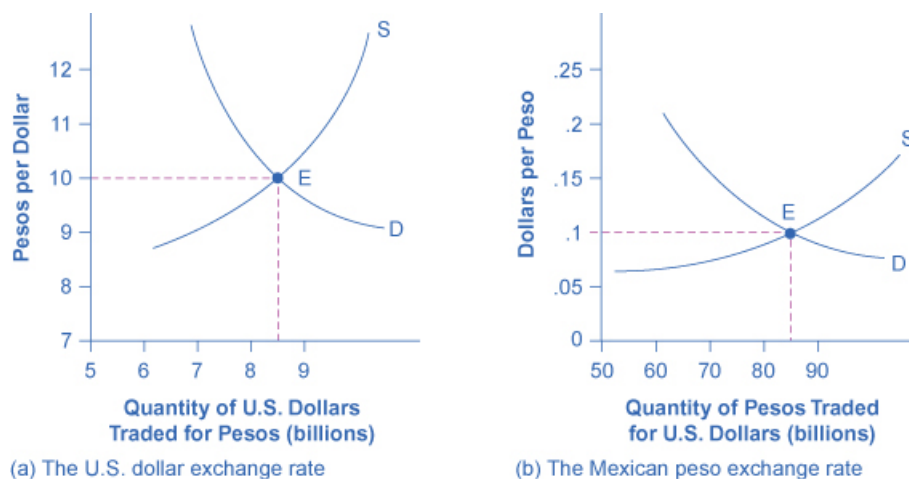 Pesos per Dollar
12
11
10
9
8
7
S
E
D
5 6 7 8 9
Quantity of U.S. Dollars
Traded for Pesos (billions)
(a) The U.S. dollar exchange rate
Dollars per Peso
.25
.2
.15
.1
.05
0
S
E
D
50 60 70 80 90
Quantity of Pesos Traded
for U.S. Dollars (billions)
(b) The Mexican peso exchange rate